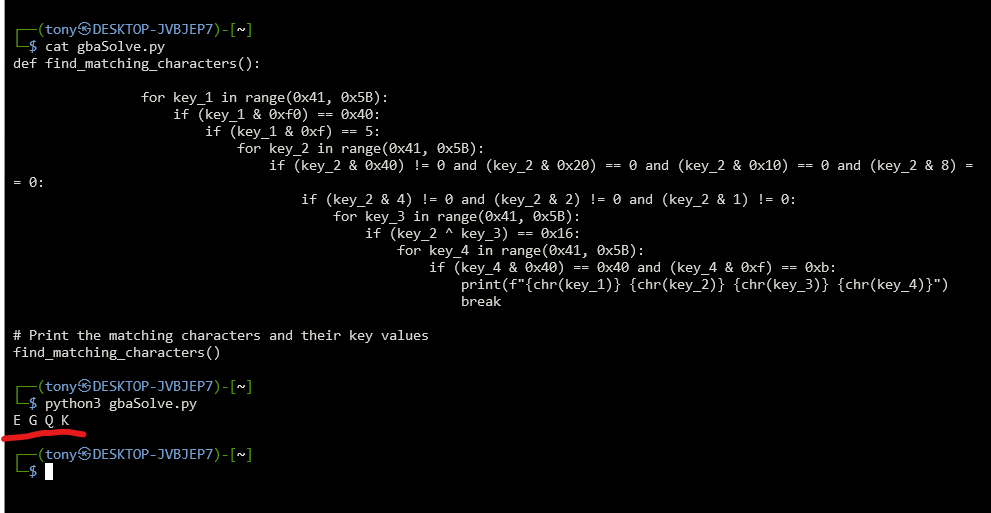 ┌──(tony㉿DESKTOP-JVBJEP7)-[~]
└─$ cat gbaSolve.py
def find_matching_characters():
                for key_1 in range(0x41, 0x5B):
                    if (key_1 & 0xf0) == 0x40:
                        if (key_1 & 0xf) == 5:
                            for key_2 in range(0x41, 0x5B):
                                if (key_2 & 0x40) != 0 and (key_2 & 0x20) == 0 and (key_2 & 0x10) == 0 and (key_2 & 8) =
= 0:
                                    if (key_2 & 4) != 0 and (key_2 & 2) != 0 and (key_2 & 1) != 0:
                                        for key_3 in range(0x41, 0x5B):
                                            if (key_2 ^ key_3) == 0x16:
                                                for key_4 in range(0x41, 0x5B):
                                                    if (key_4 & 0x40) == 0x40 and (key_4 & 0xf) == 0xb:
                                                        print(f"{chr(key_1)} {chr(key_2)} {chr(key_3)} {chr(key_4)}")
                                                        break
# Print the matching characters and their key values
find_matching_characters()
┌──(tony㉿DESKTOP-JVBJEP7)-[~]
└─$ python3 gbaSolve.py
E G Q K
┌──(tony㉿DESKTOP-JVBJEP7)-[~]
└─$